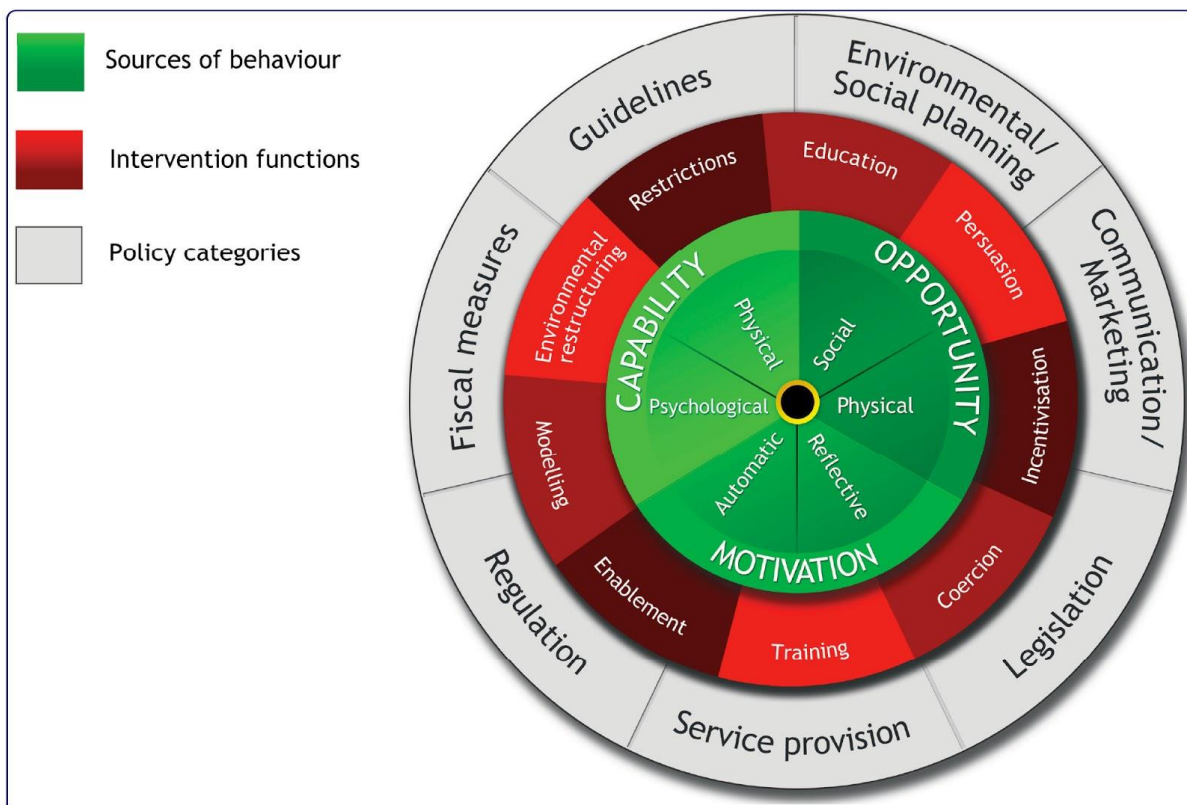 Sources of behaviour
Intervention functions
Policy categories
Guidelines
Environmental/
Social planning
Communication/
Marketing
Legislation
Service provision
Regulation
Fiscal measures
Restrictions
Education
Persuasion
Incentivisation
Coercion
Training
Enablement
Modelling
Environmental
restructuring
CAPABILITY
OPPORTUNITY
MOTIVATION
Physical
Social
Psychological
Physical
Automatic
Reflective